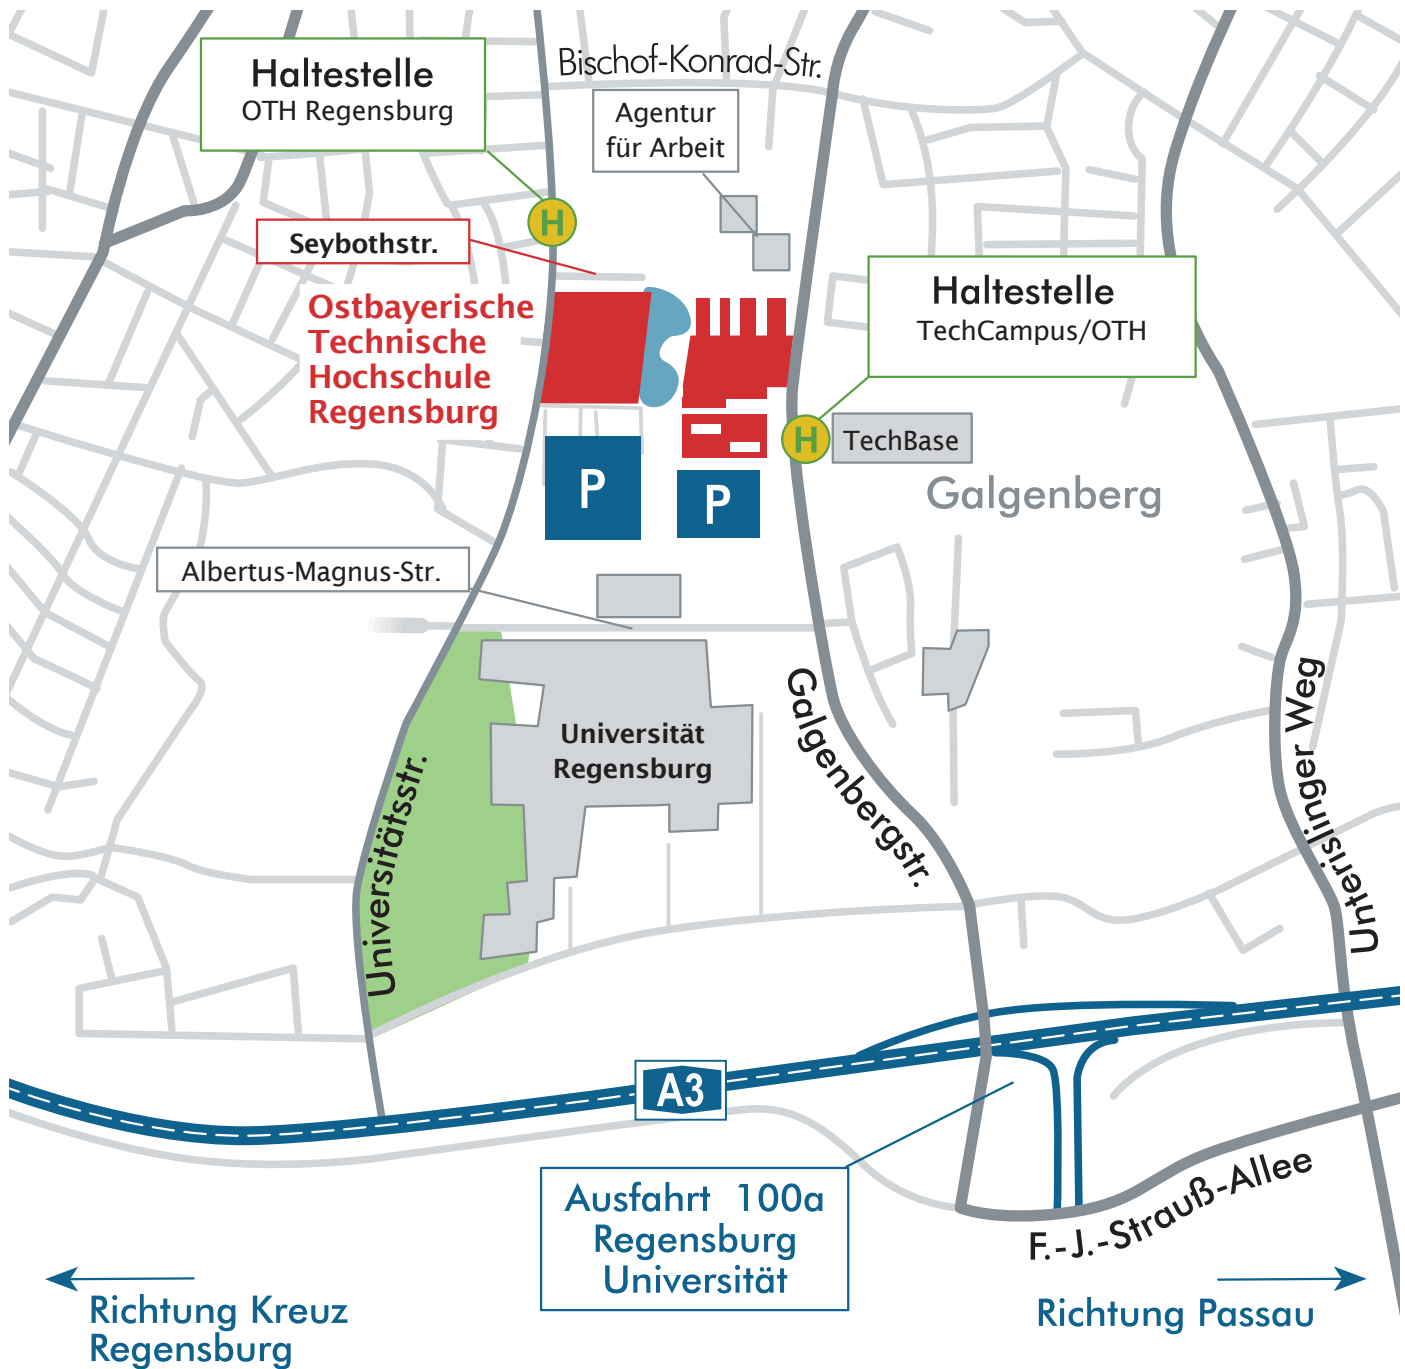 Bischof-Konrad-Str.
Haltestelle
OTH Regensburg
Agentur
für Arbeit
H
Seybothstr.
Ostbayerische
Technische
Hochschule
Regensburg
Haltestelle
TechCampus/OTH
H
TechBase
P
P
Galgenberg
Albertus-Magnus-Str.
Universität
Regensburg
Universitätsstr.
Galgenbergstr.
Unterislinger Weg
A3
Ausfahrt 100a
Regensburg
Universität
F.-J.-Strauß-Allee
Richtung Kreuz
Regensburg
Richtung Passau